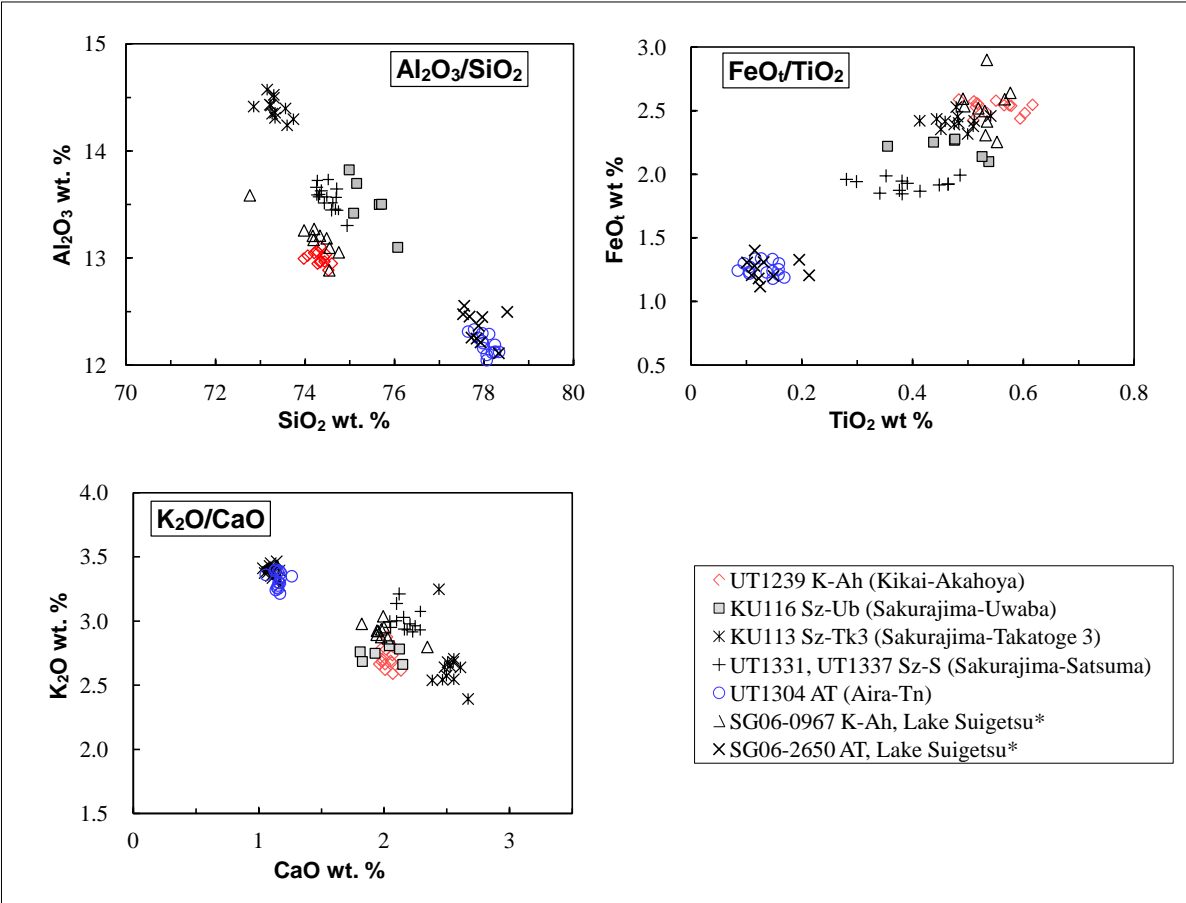 Al₂O₃/SiO₂
15
14
13
12
Al₂O₃ wt. %
70 72 74 76 78 80
SiO₂ wt. %
FeOₜ/TiO₂
3.0
2.5
2.0
1.5
1.0
0.5
FeOₜ wt %
0 0.2 0.4 0.6 0.8
TiO₂ wt %
K₂O/CaO
4.0
3.5
3.0
2.5
2.0
1.5
K₂O wt. %
0 1 2 3
CaO wt. %
UT1239 K-Ah (Kikai-Akahoya)
KU116 Sz-Ub (Sakurajima-Uwaba)
KU113 Sz-Tk3 (Sakurajima-Takatoge 3)
UT1331, UT1337 Sz-S (Sakurajima-Satsuma)
UT1304 AT (Aira-Tn)
SG06-0967 K-Ah, Lake Suigetsu*
SG06-2650 AT, Lake Suigetsu*